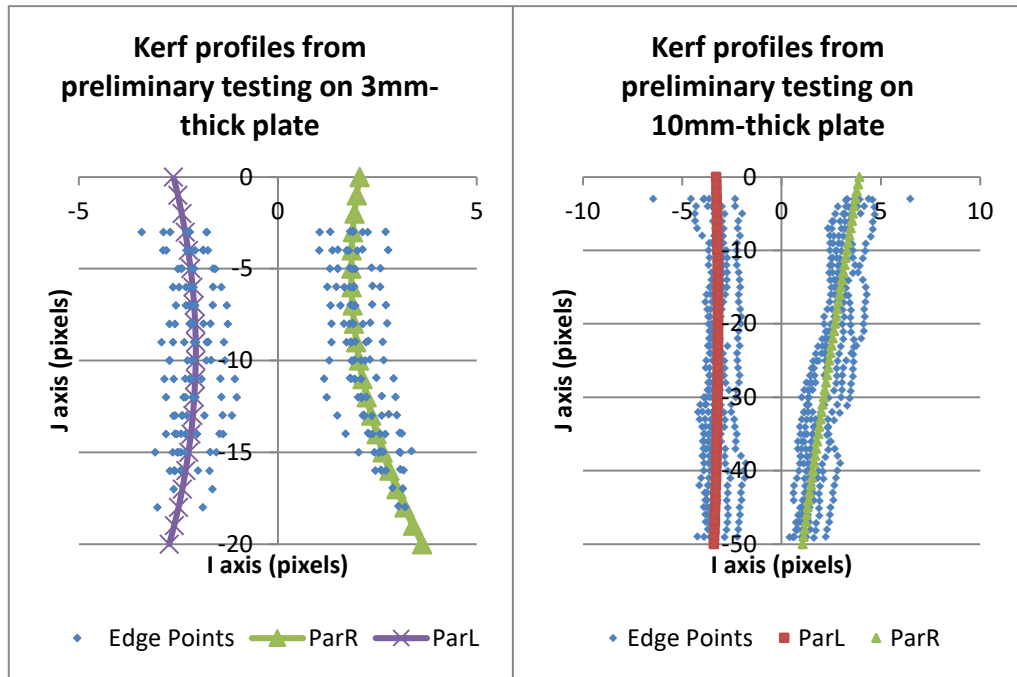 Kerf profiles from
preliminary testing on 3mm-
thick plate
0
-5
0
5
-5
-10
-15
-20
J axis (pixels)
I axis (pixels)
Edge Points
ParR
ParL
Kerf profiles from
preliminary testing on
10mm-thick plate
0
-10
-5
0
5
10
-10
-20
-30
-40
-50
J axis (pixels)
I axis (pixels)
Edge Points
ParL
ParR